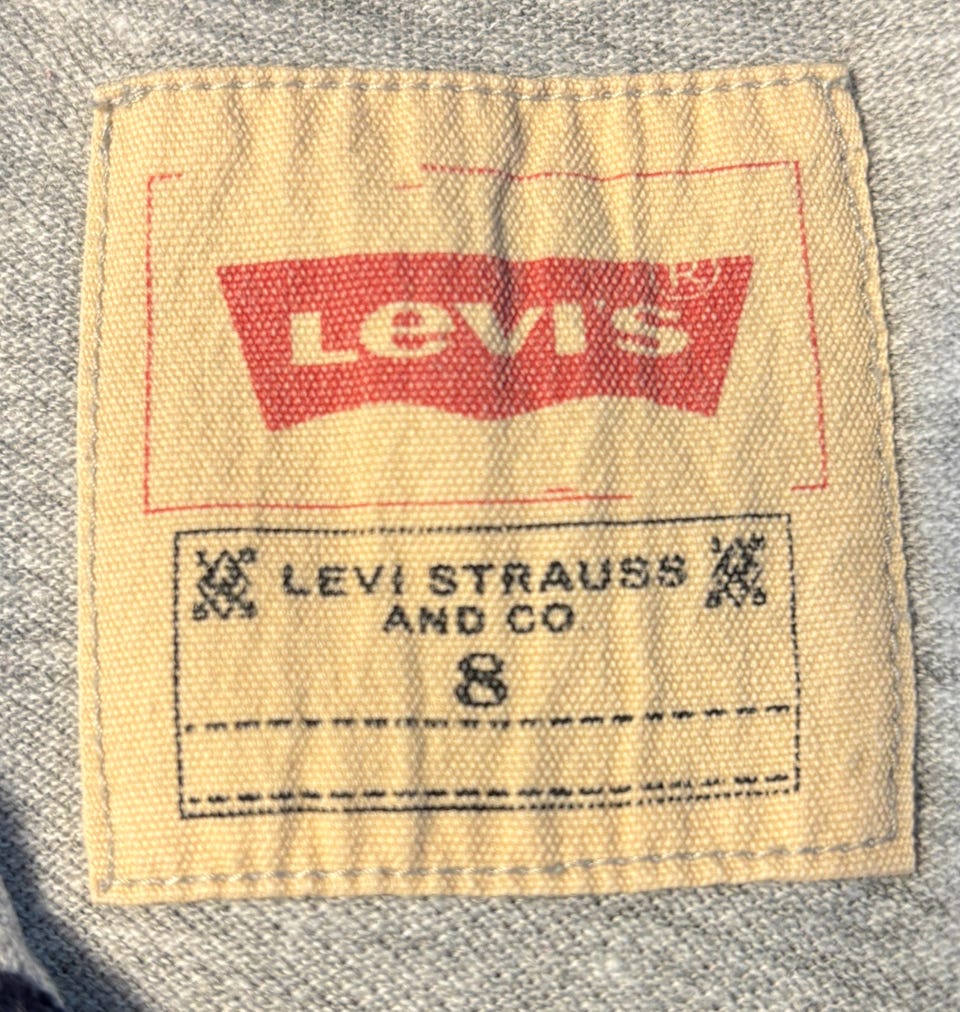 Levi's ®
LEVI STRAUSS
AND CO
8